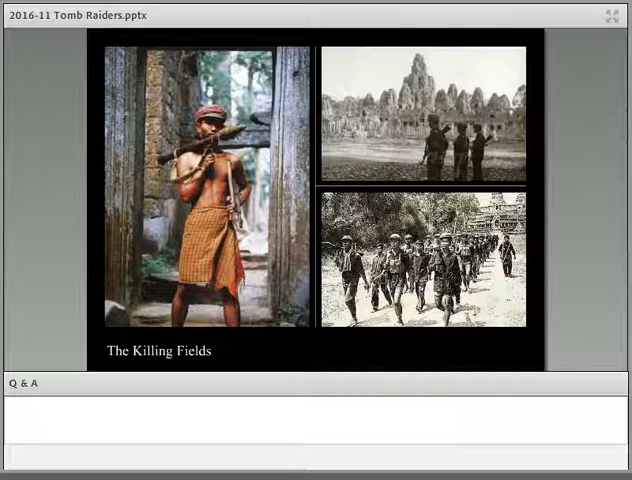 2016-11 Tomb Raiders.pptx
The Killing Fields
Q & A